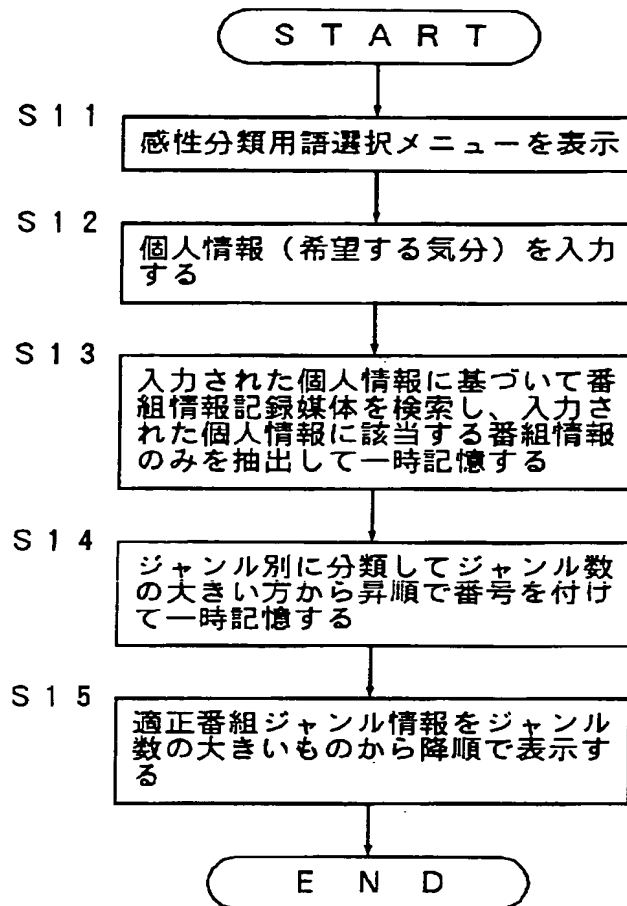 START
S11
感性分類用語選択メニューを表示
S12
個人情報（希望する気分）を入力
する
S13
入力された個人情報に基づいて番
組情報記録媒体を検索し、入力さ
れた個人情報に該当する番組情報
のみを抽出して一時記憶する
S14
ジャンル別に分類してジャンル数
の大きい方から昇順で番号を付け
て一時記憶する
S15
適正番組ジャンル情報をジャンル
数の大きいものから降順で表示す
る
END